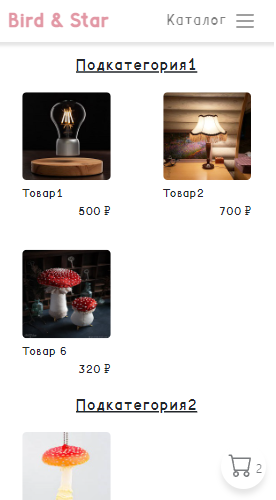 Bird & Star
Каталог
Подкатегория1
Товар1
Товар2
500 ₽
700 ₽
Товар 6
320 ₽
Подкатегория2
2